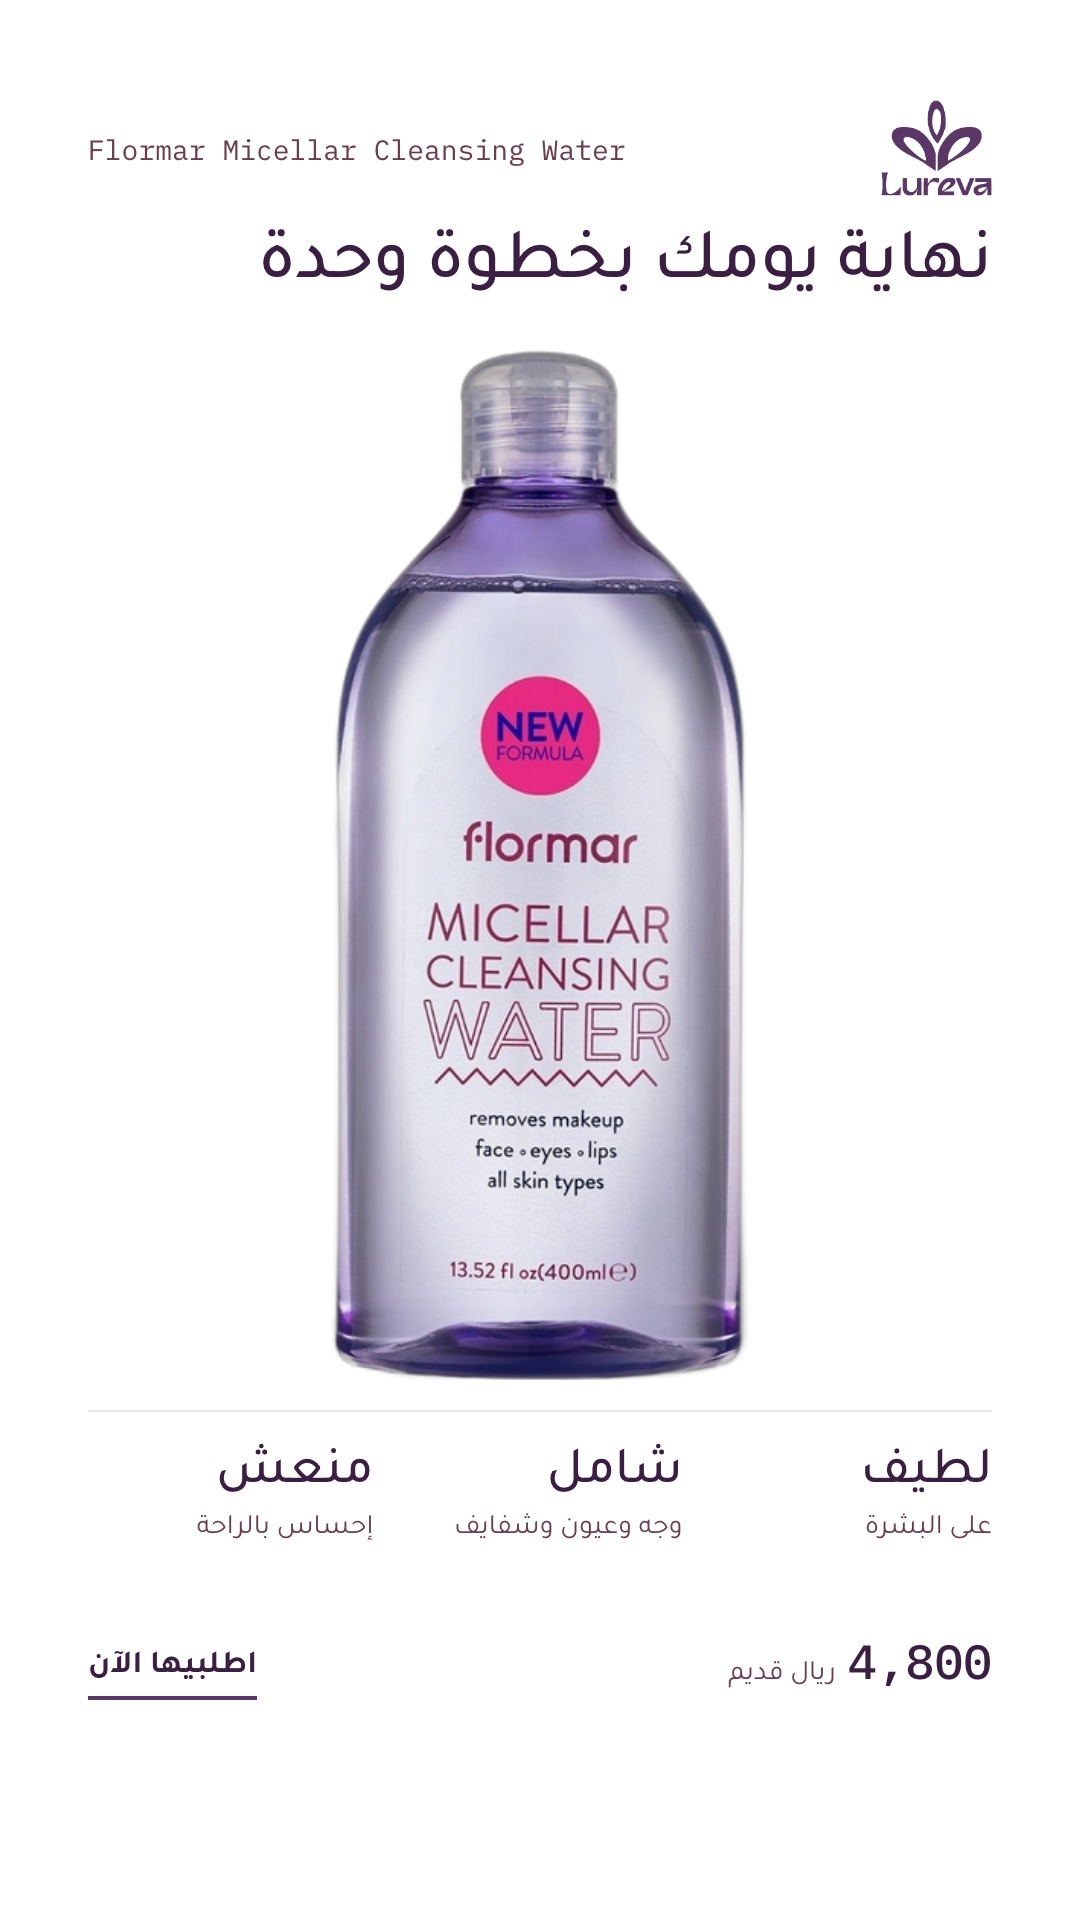 Flormar Micellar Cleansing Water
Lureva
نهاية يومك بخطوة وحدة
NEW
FORMULA
flormar
MICELLAR
CLEANSING
WATER
removes makeup
face • eyes • lips
all skin types
13.52 fl oz(400ml℮)
لطيف
على البشرة
شامل
وجه وعيون وشفايف
منعش
إحساس بالراحة
4,800 ريال قديم
اطلبيها الآن